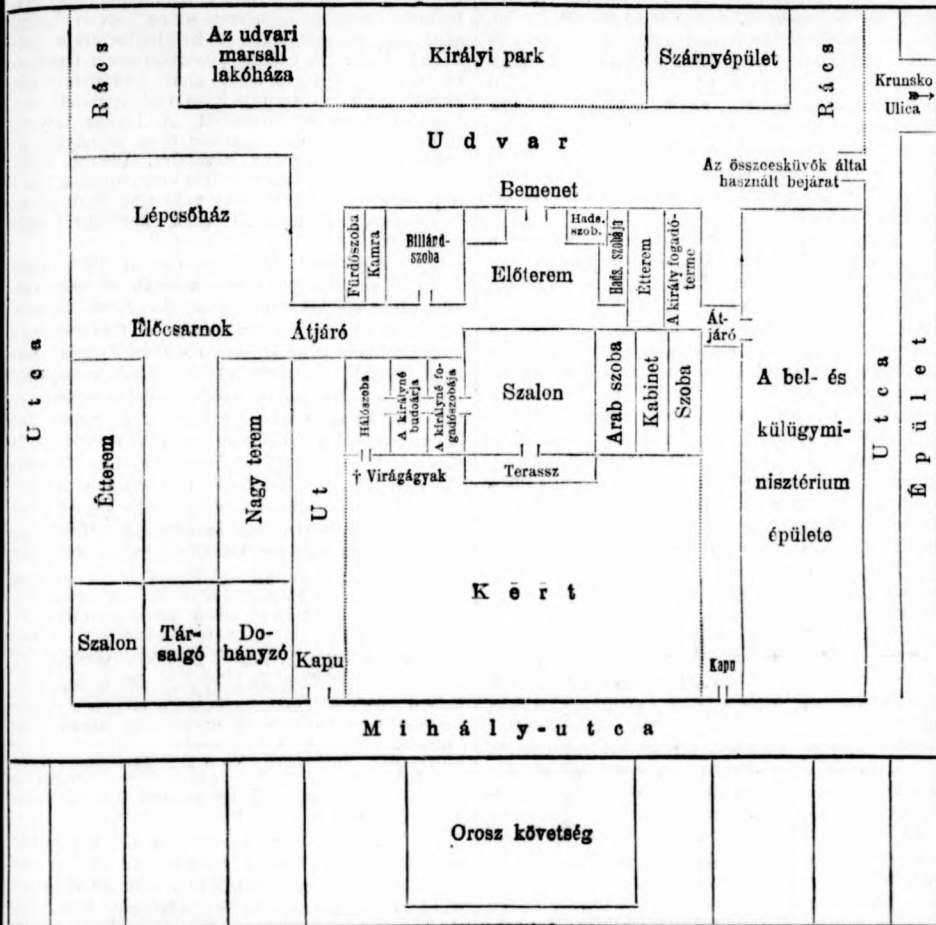 Rács
Az udvari
marsall
lakóháza
Királyi park
Szárnyépület
Rács
Krunsko
Ulica
Udvar
Az összeesküvők által
használt bejárat
Lépcsőház
Bemenet
Fürdőszoba
Kamra
Billárd-
szoba
Hads.
szob.
Előterem
Hads. szobája
Étterem
A király fogadó-
terme
Utca
Előcsarnok
Átjáró
Át-
járó
Hálószoba
A királyné
budoárja
A királyné fo-
gadószobája
Szalon
Arab szoba
Kabinet
Szoba
A bel- és
külügymi-
nisztérium
épülete
Utca
Épület
Étterem
Nagy terem
Út
† Virágágyak
Terassz
Kert
Szalon
Tár-
salgó
Do-
hányzó
Kapu
Kapu
Mihály-utca
Orosz követség